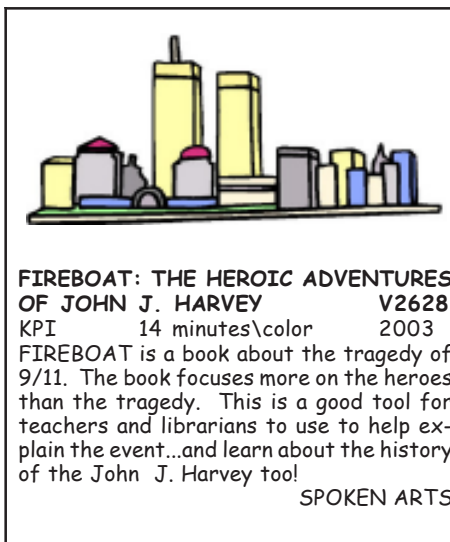 FIREBOAT: THE HEROIC ADVENTURES
OF JOHN J. HARVEY V2628
KPI 14 minutes\color 2003
FIREBOAT is a book about the tragedy of
9/11. The book focuses more on the heroes
than the tragedy. This is a good tool for
teachers and librarians to use to help ex-
plain the event...and learn about the history
of the John J. Harvey too!
SPOKEN ARTS